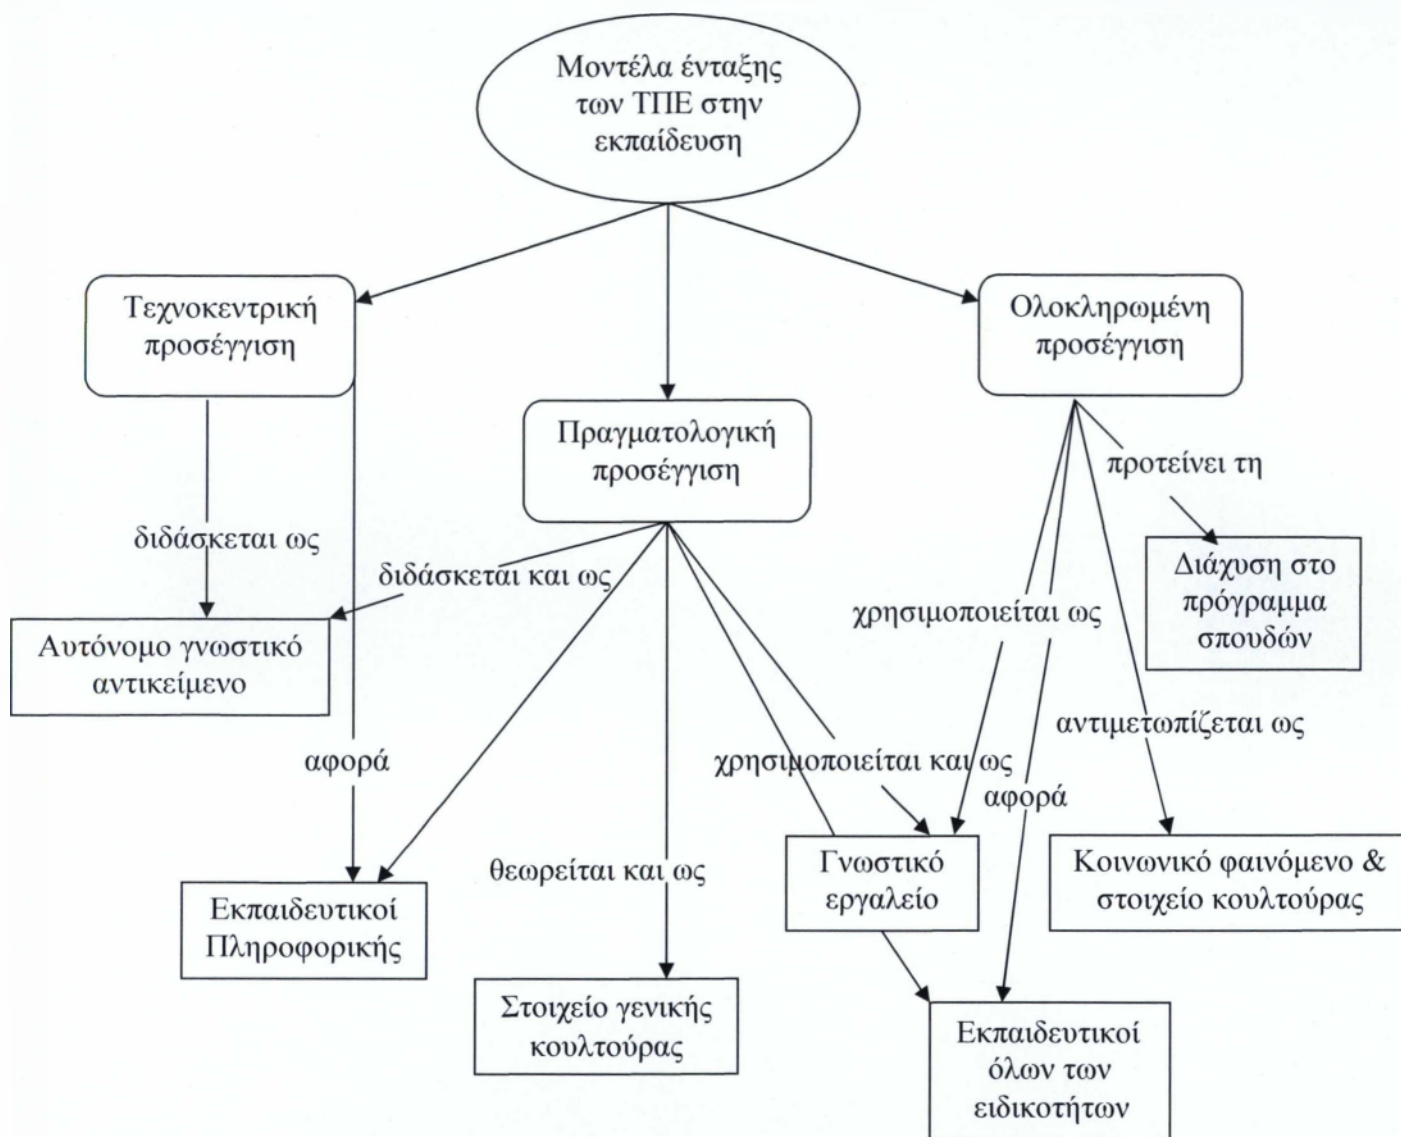 Μοντέλα ένταξης
των ΤΠΕ στην
εκπαίδευση
Τεχνοκεντρική
προσέγγιση
Ολοκληρωμένη
προσέγγιση
Πραγματολογική
προσέγγιση
προτείνει τη
διδάσκεται ως
διδάσκεται και ως
Διάχυση στο
πρόγραμμα
σπουδών
χρησιμοποιείται ως
Αυτόνομο γνωστικό
αντικείμενο
αντιμετωπίζεται ως
αφορά
χρησιμοποιείται και ως
αφορά
θεωρείται και ως
Γνωστικό
εργαλείο
Κοινωνικό φαινόμενο &
στοιχείο κουλτούρας
Εκπαιδευτικοί
Πληροφορικής
Στοιχείο γενικής
κουλτούρας
Εκπαιδευτικοί
όλων των
ειδικοτήτων